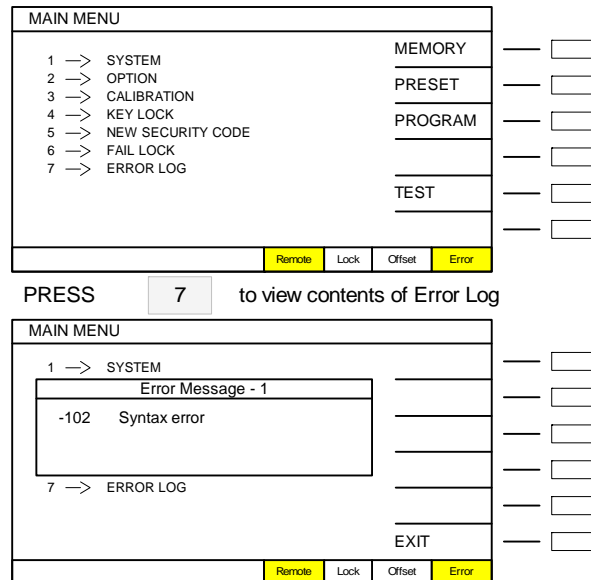 MAIN MENU
1 —> SYSTEM
2 —> OPTION
3 —> CALIBRATION
4 —> KEY LOCK
5 —> NEW SECURITY CODE
6 —> FAIL LOCK
7 —> ERROR LOG
MEMORY
PRESET
PROGRAM
TEST
Remote Lock Offset Error
PRESS 7 to view contents of Error Log
MAIN MENU
1 —> SYSTEM
Error Message - 1
-102 Syntax error
7 —> ERROR LOG
EXIT
Remote Lock Offset Error